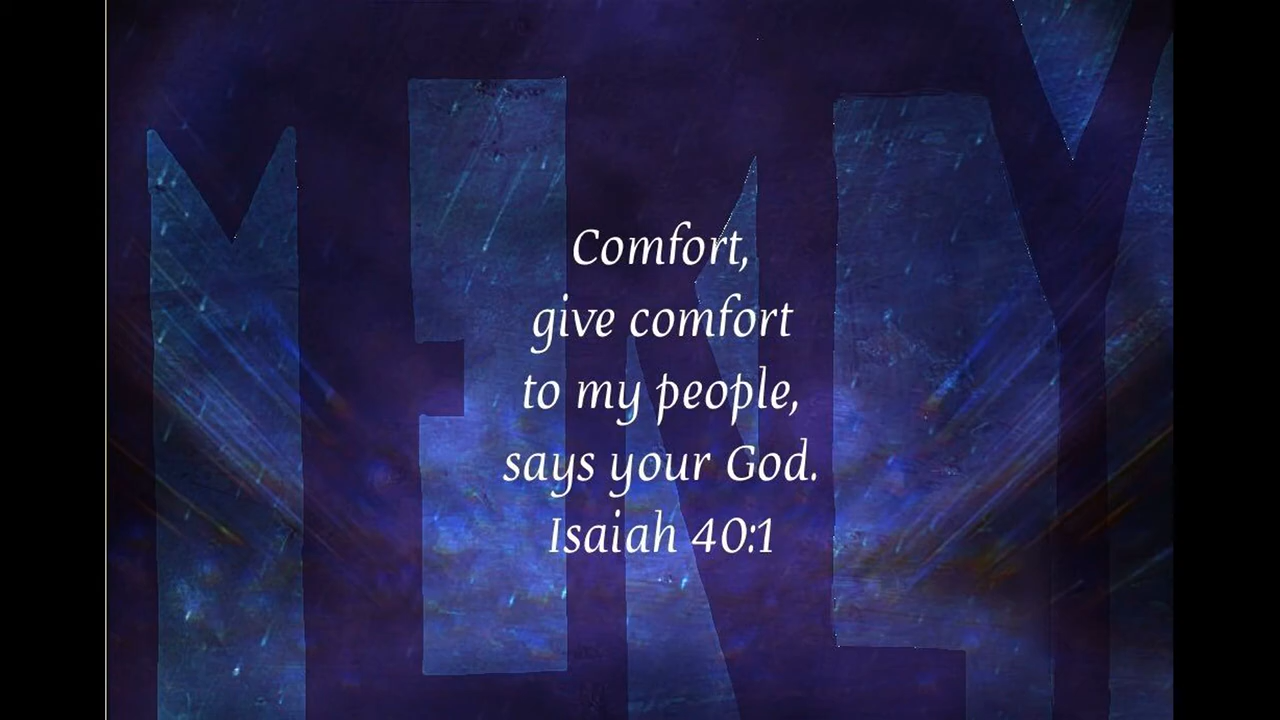 Comfort,
give comfort
to my people,
says your God.
Isaiah 40:1